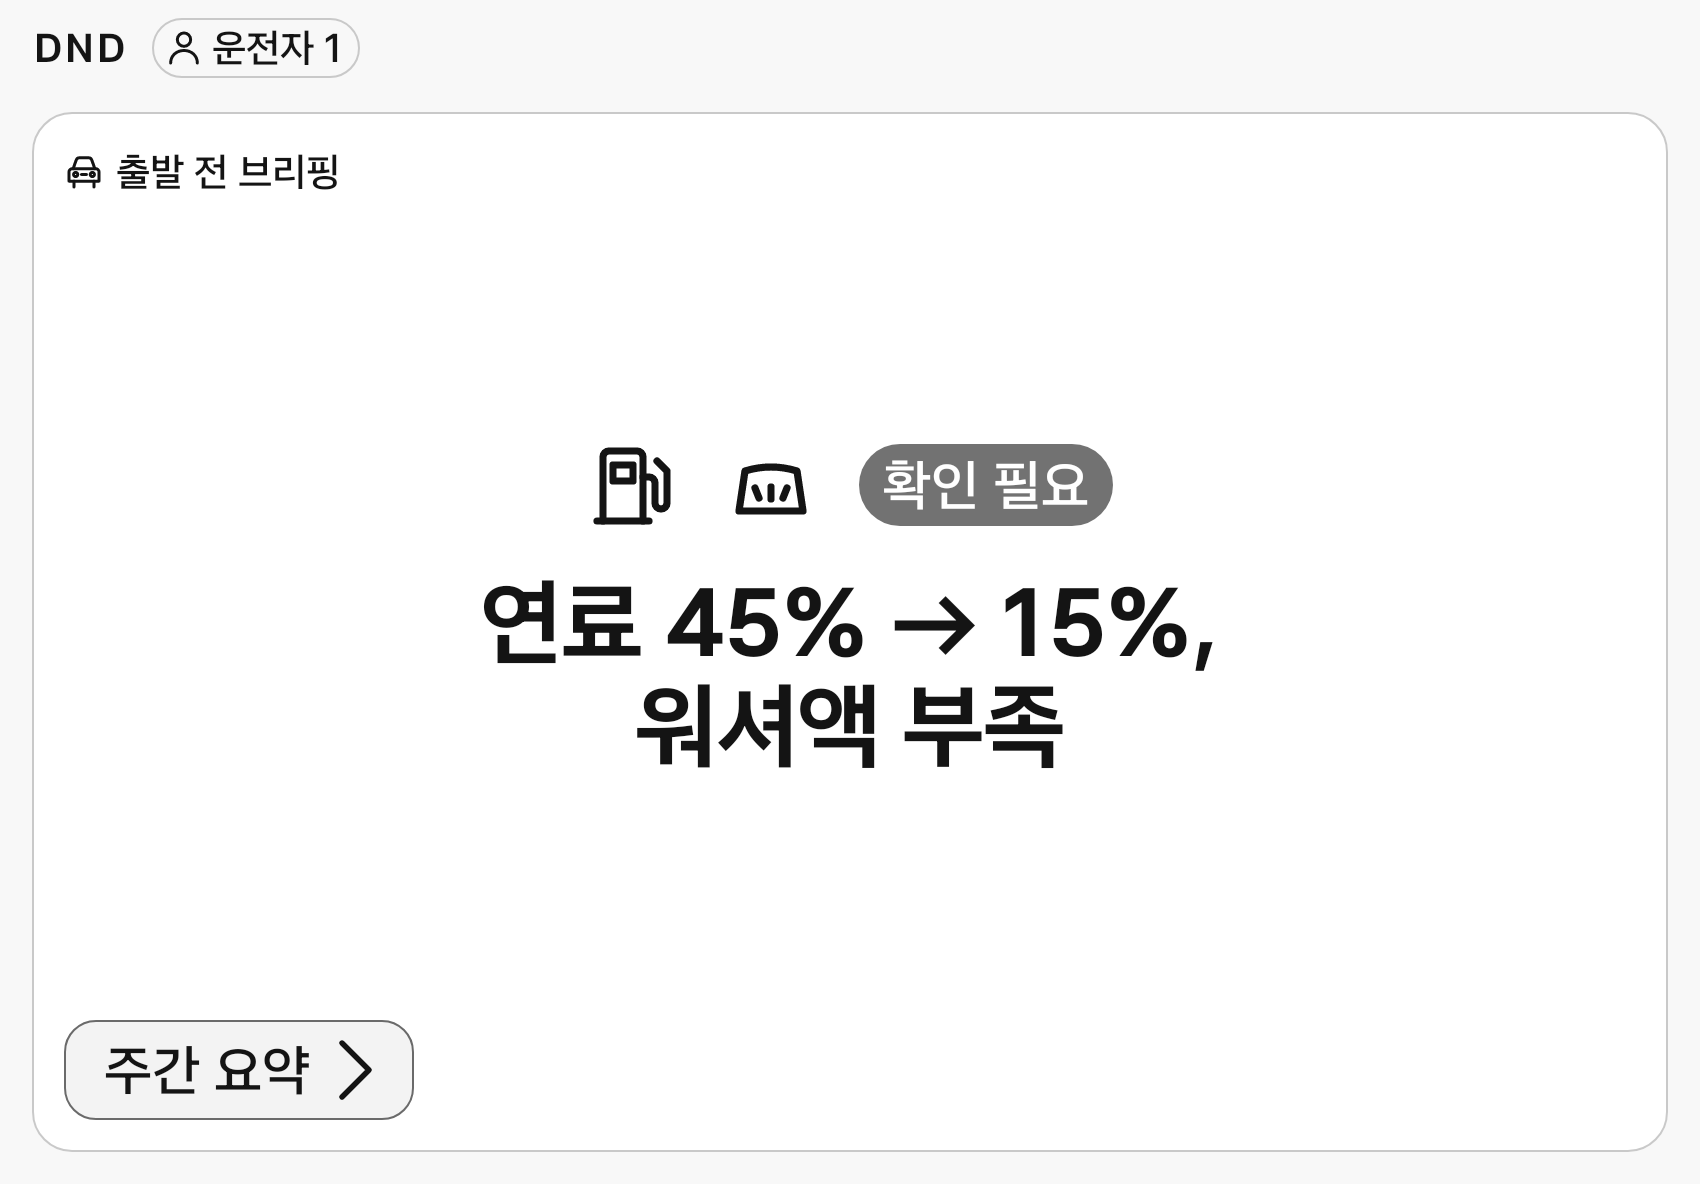 DND
운전자 1
출발 전 브리핑
확인 필요
연료 45% → 15%,
워셔액 부족
주간 요약